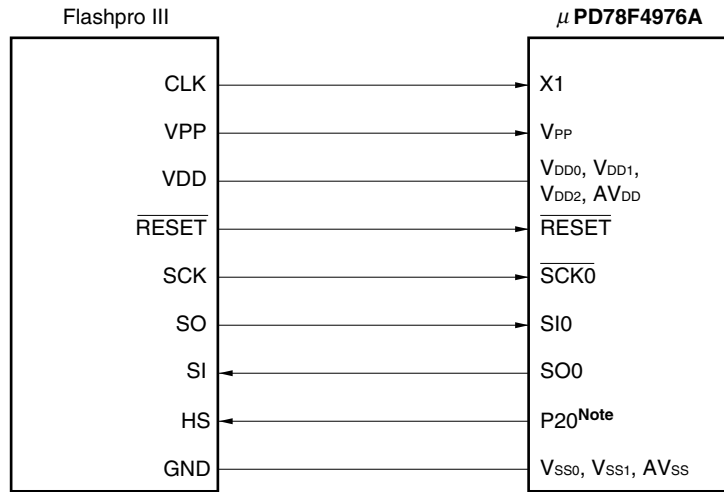 Flashpro III
μ PD78F4976A
CLK
X1
VPP
VPP
VDD
VDD0, VDD1,
VDD2, AVDD
RESET
RESET
SCK
SCK0
SO
SI0
SI
SO0
HS
P20Note
GND
VSS0, VSS1, AVSS